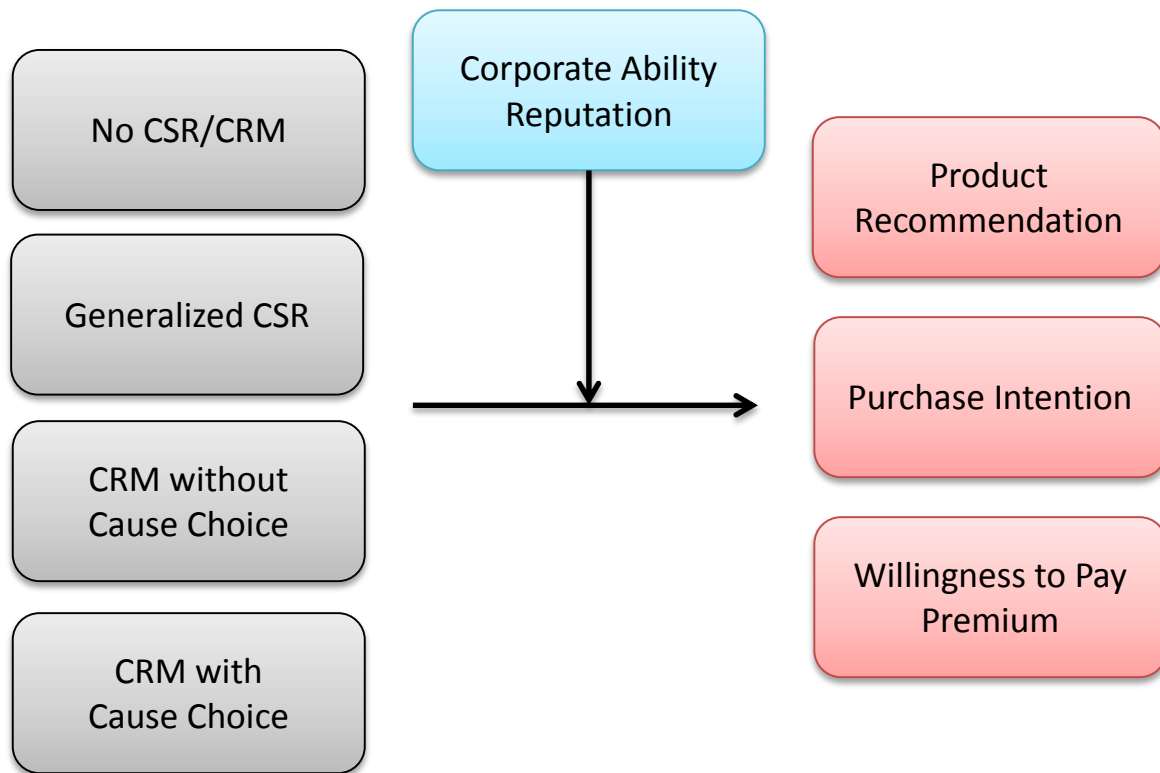 No CSR/CRM
Generalized CSR
CRM without
Cause Choice
CRM with
Cause Choice
Corporate Ability
Reputation
Product
Recommendation
Purchase Intention
Willingness to Pay
Premium